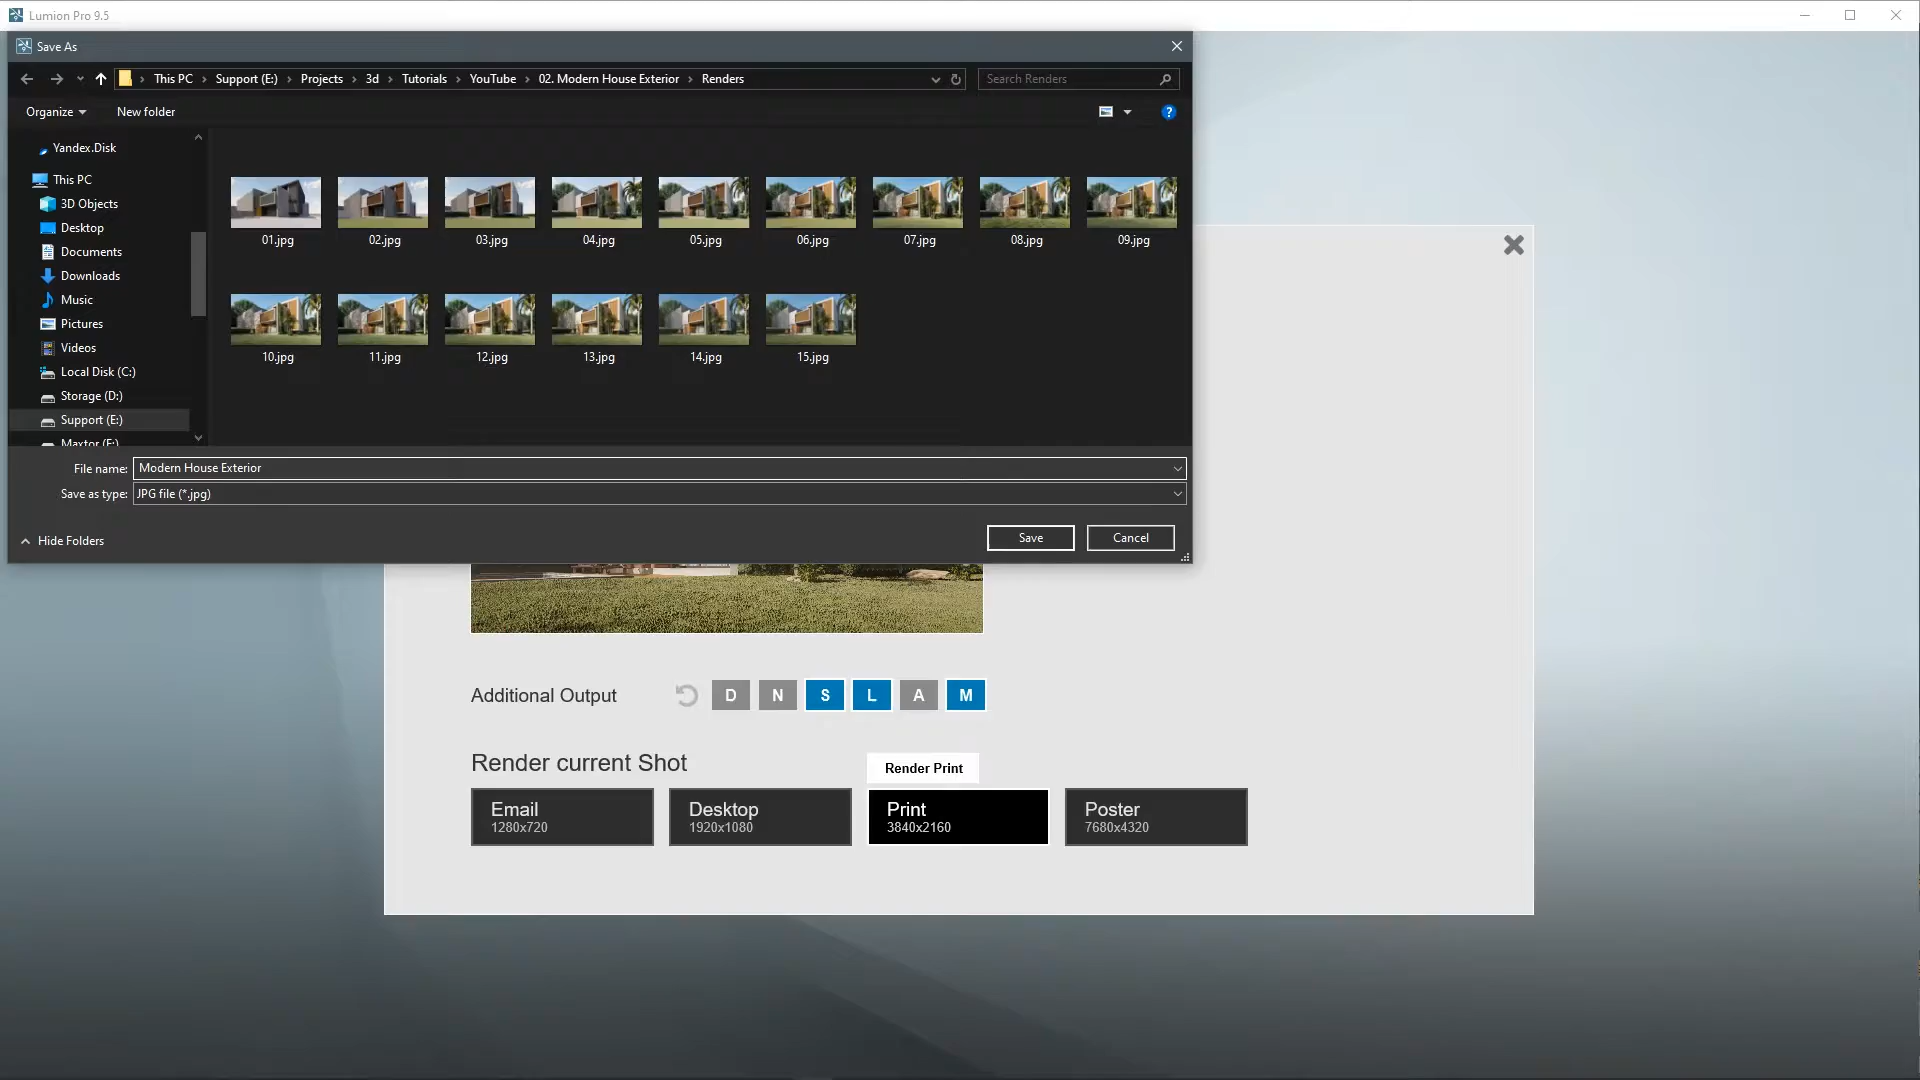 Lumion Pro 9.5
Save As
This PC > Support (E:) > Projects > 3d > Tutorials > YouTube > 02. Modern House Exterior > Renders
Search Renders
Organize
New folder
Yandex.Disk
This PC
3D Objects
Desktop
Documents
Downloads
Music
Pictures
Videos
Local Disk (C:)
Storage (D:)
Support (E:)
Maxtor (F:)
01.jpg 02.jpg 03.jpg 04.jpg 05.jpg 06.jpg 07.jpg 08.jpg 09.jpg
10.jpg 11.jpg 12.jpg 13.jpg 14.jpg 15.jpg
File name: Modern House Exterior
Save as type: JPG file (*.jpg)
Hide Folders
Save
Cancel
Additional Output
D N S L A M
Render current Shot
Render Print
Email
1280x720
Desktop
1920x1080
Print
3840x2160
Poster
7680x4320